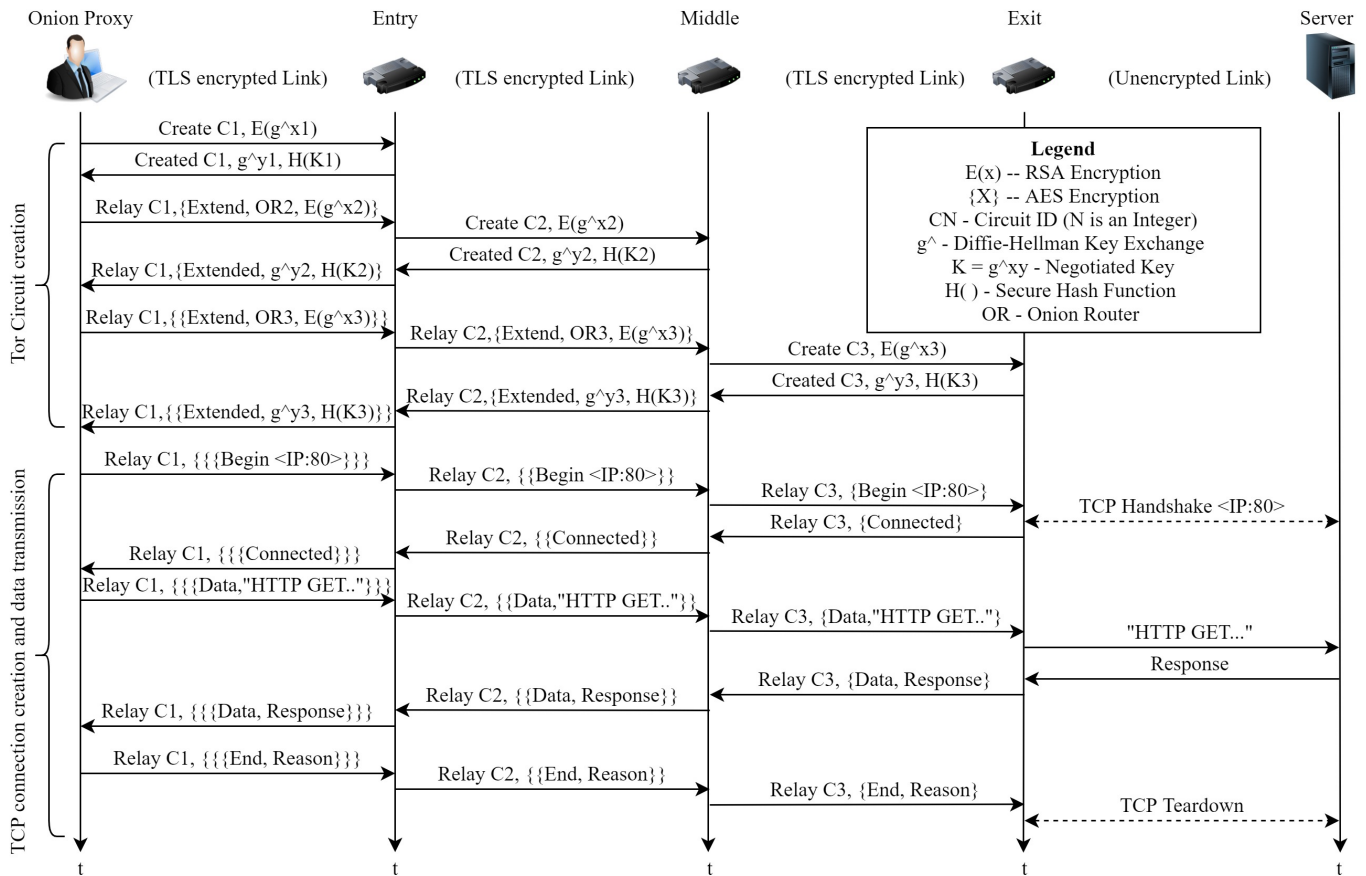 Onion Proxy
Entry
Middle
Exit
Server
(TLS encrypted Link)
(TLS encrypted Link)
(TLS encrypted Link)
(Unencrypted Link)
Legend
E(x) -- RSA Encryption
{X} -- AES Encryption
CN - Circuit ID (N is an Integer)
g^ - Diffie-Hellman Key Exchange
K = g^xy - Negotiated Key
H( ) - Secure Hash Function
OR - Onion Router
Tor Circuit creation
Create C1, E(g^x1)
Created C1, g^y1, H(K1)
Relay C1,{Extend, OR2, E(g^x2)}
Create C2, E(g^x2)
Created C2, g^y2, H(K2)
Relay C1,{Extended, g^y2, H(K2)}
Relay C1,{{Extend, OR3, E(g^x3)}}
Relay C2,{Extend, OR3, E(g^x3)}
Create C3, E(g^x3)
Created C3, g^y3, H(K3)
Relay C2,{Extended, g^y3, H(K3)}
Relay C1,{{Extended, g^y3, H(K3)}}
TCP connection creation and data transmission
Relay C1, {{{Begin <IP:80>}}}
Relay C2, {{Begin <IP:80>}}
Relay C3, {Begin <IP:80>}
TCP Handshake <IP:80>
Relay C3, {Connected}
Relay C2, {{Connected}}
Relay C1, {{{Connected}}}
Relay C1, {{{Data,"HTTP GET.."}}}
Relay C2, {{Data,"HTTP GET.."}}
Relay C3, {Data,"HTTP GET.."}
"HTTP GET..."
Response
Relay C3, {Data, Response}
Relay C2, {{Data, Response}}
Relay C1, {{{Data, Response}}}
Relay C1, {{{End, Reason}}}
Relay C2, {{End, Reason}}
Relay C3, {End, Reason}
TCP Teardown
t
t
t
t
t